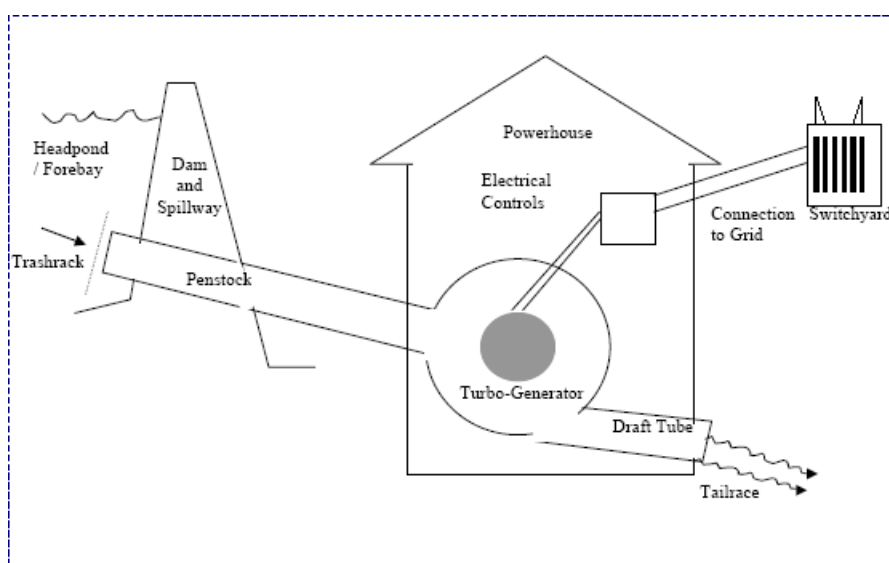 Headpond
/ Forebay
Dam
and
Spillway
Trashrack
Penstock
Powerhouse
Electrical
Controls
Turbo-Generator
Draft Tube
Tailrace
Connection
to Grid
Switchyard